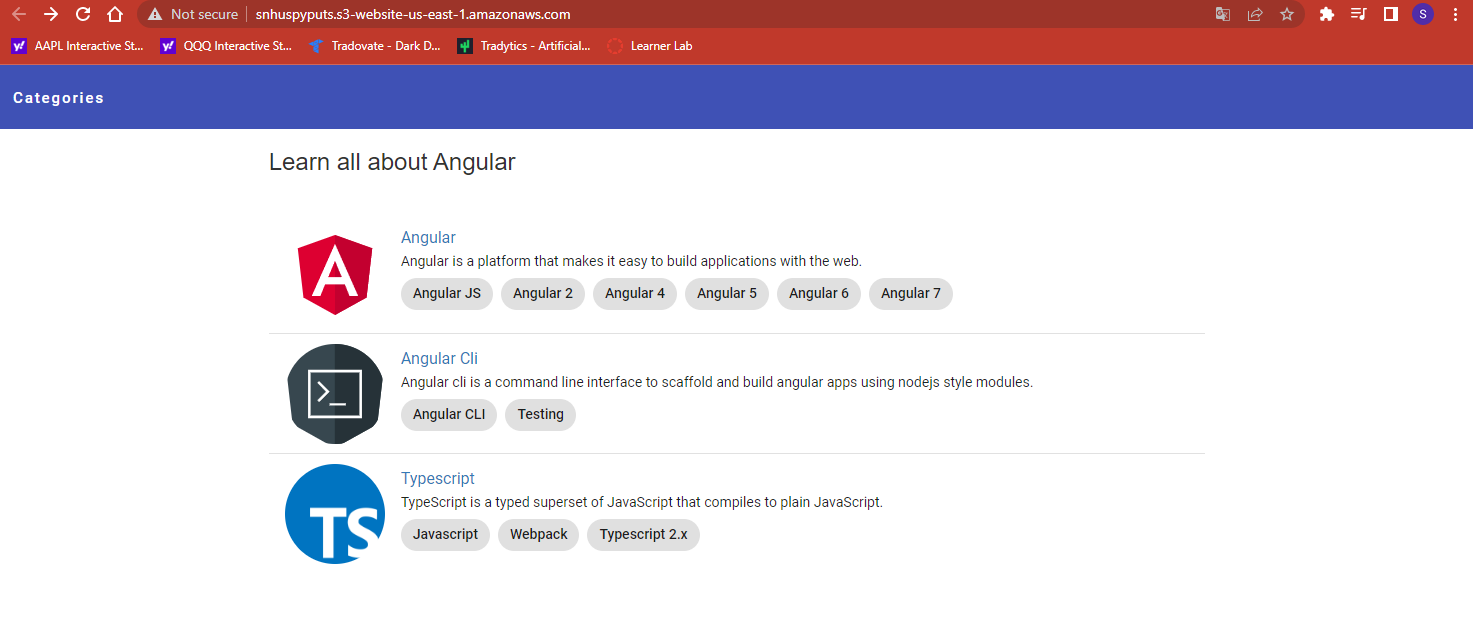 Not secure snhuspyputs.s3-website-us-east-1.amazonaws.com S
y! AAPL Interactive St... y! QQQ Interactive St... Tradovate - Dark D... Tradytics - Artificial... Learner Lab
Categories
Learn all about Angular
A
Angular
Angular is a platform that makes it easy to build applications with the web.
Angular JS Angular 2 Angular 4 Angular 5 Angular 6 Angular 7
Angular Cli
Angular cli is a command line interface to scaffold and build angular apps using nodejs style modules.
Angular CLI Testing
TS
Typescript
TypeScript is a typed superset of JavaScript that compiles to plain JavaScript.
Javascript Webpack Typescript 2.x